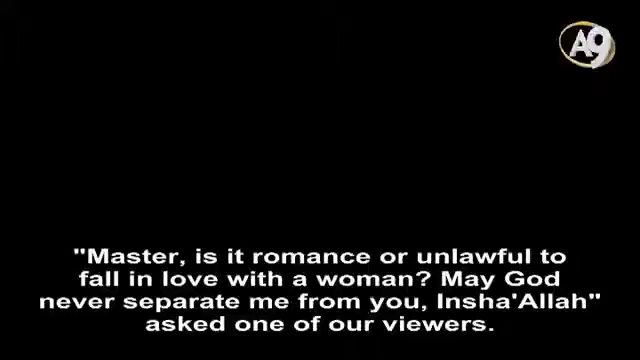 A9
"Master, is it romance or unlawful to
fall in love with a woman? May God
never separate me from you, Insha'Allah"
asked one of our viewers.